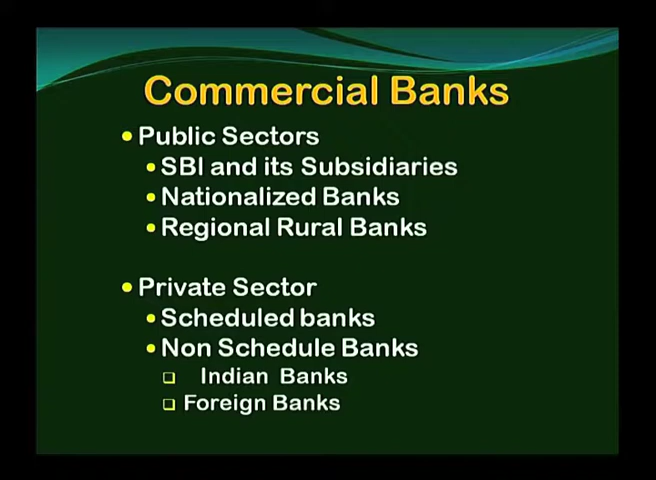 Commercial Banks
• Public Sectors
• SBI and its Subsidiaries
• Nationalized Banks
• Regional Rural Banks
• Private Sector
• Scheduled banks
• Non Schedule Banks
❑ Indian Banks
❑ Foreign Banks